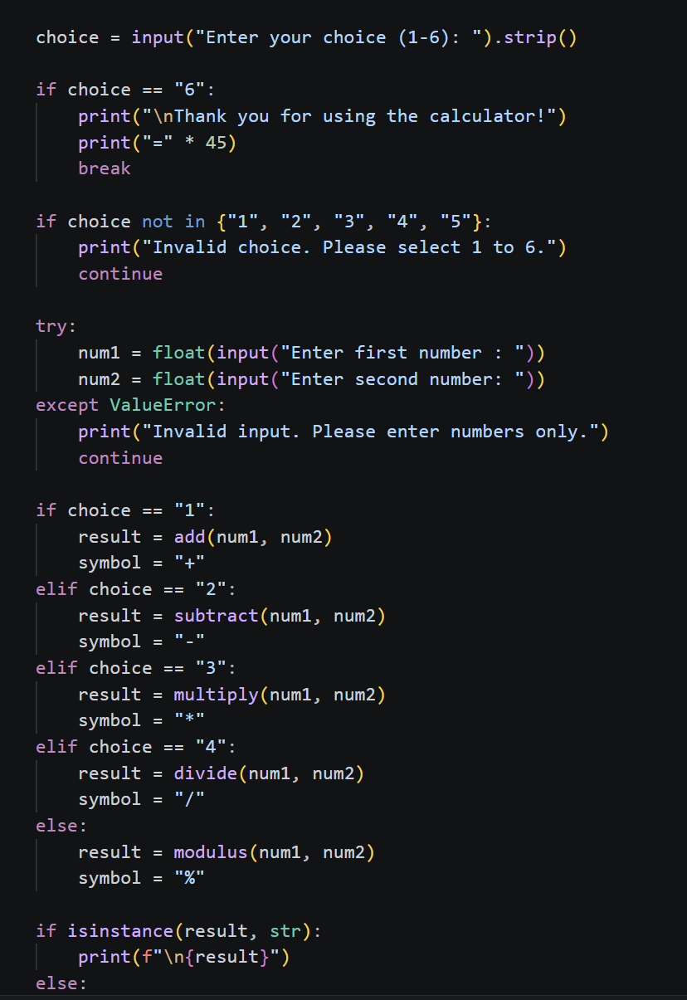 choice = input("Enter your choice (1-6): ").strip()

if choice == "6":
    print("\nThank you for using the calculator!")
    print("=" * 45)
    break

if choice not in {"1", "2", "3", "4", "5"}:
    print("Invalid choice. Please select 1 to 6.")
    continue

try:
    num1 = float(input("Enter first number : "))
    num2 = float(input("Enter second number: "))
except ValueError:
    print("Invalid input. Please enter numbers only.")
    continue

if choice == "1":
    result = add(num1, num2)
    symbol = "+"
elif choice == "2":
    result = subtract(num1, num2)
    symbol = "-"
elif choice == "3":
    result = multiply(num1, num2)
    symbol = "*"
elif choice == "4":
    result = divide(num1, num2)
    symbol = "/"
else:
    result = modulus(num1, num2)
    symbol = "%"

if isinstance(result, str):
    print(f"\n{result}")
else: